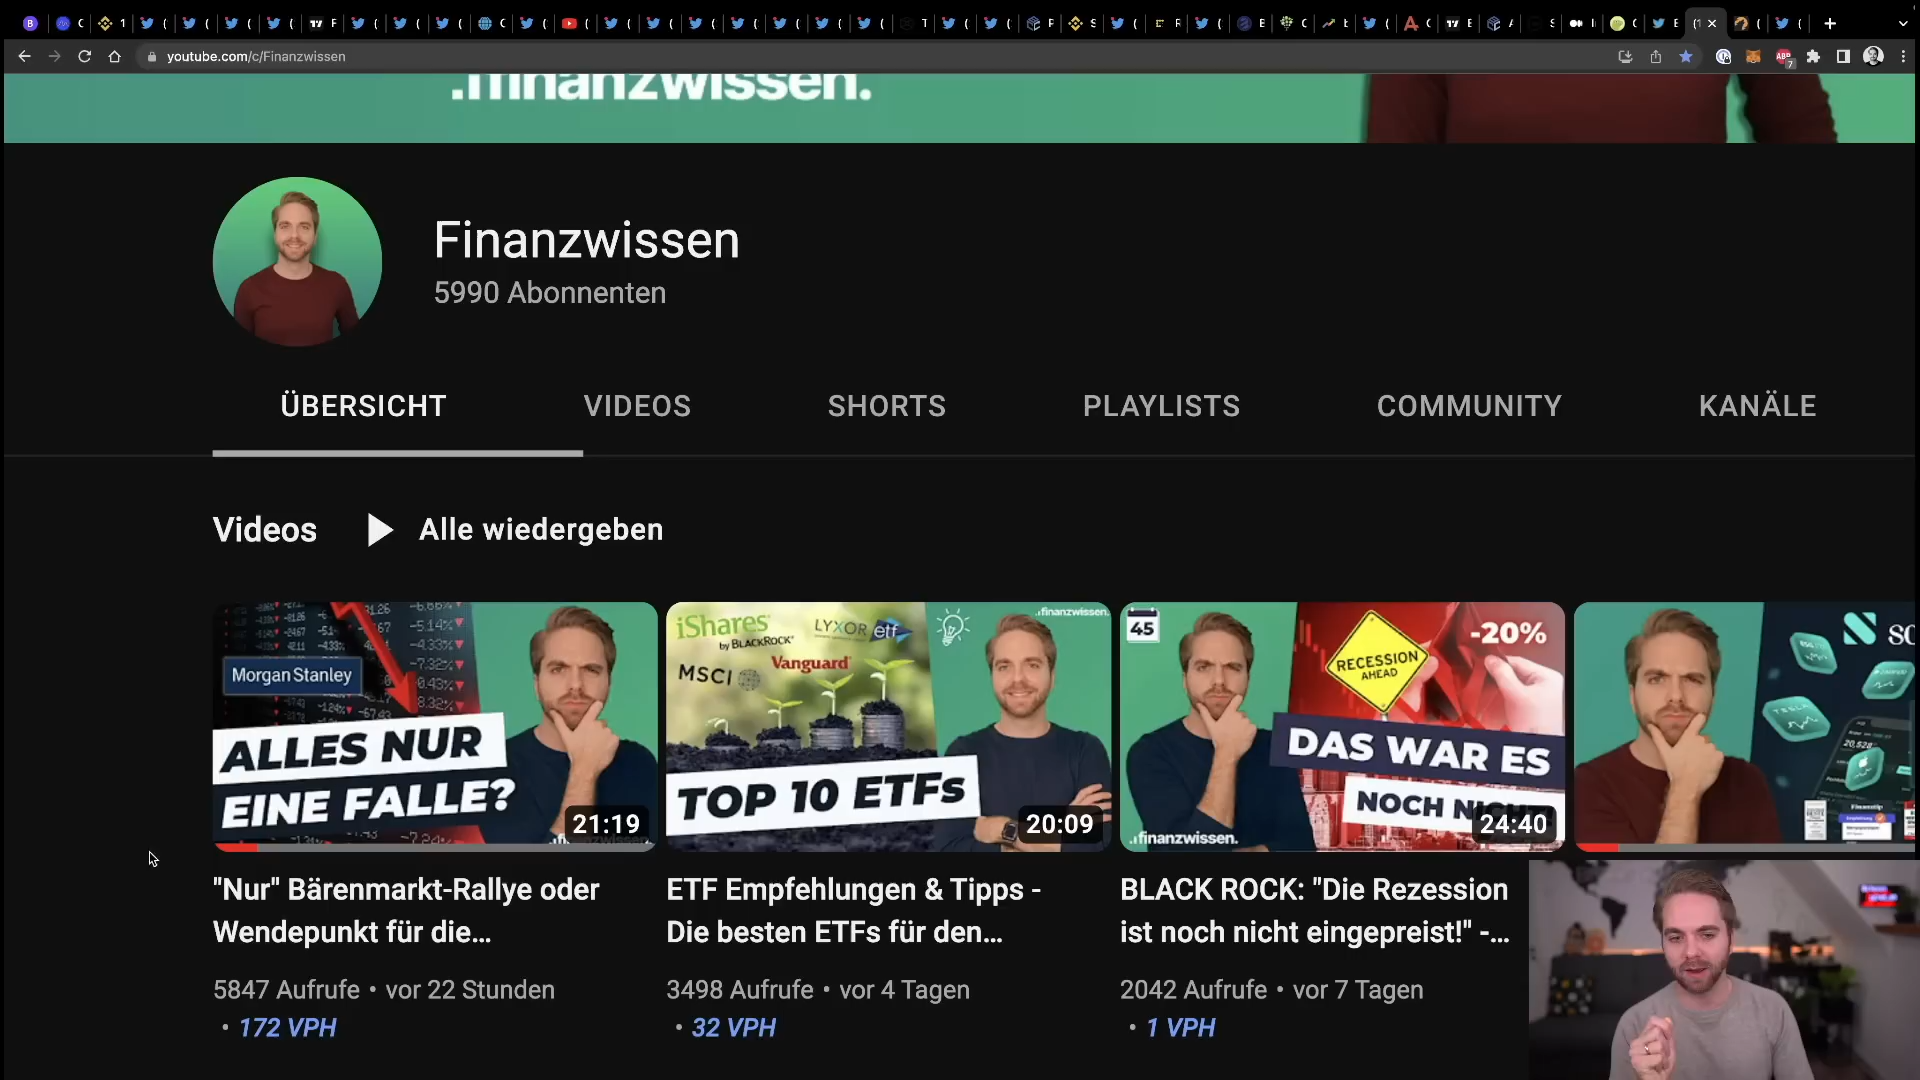 youtube.com/c/Finanzwissen
.finanzwissen.
Finanzwissen
5990 Abonnenten
ÜBERSICHT
VIDEOS
SHORTS
PLAYLISTS
COMMUNITY
KANÄLE
Videos
Alle wiedergeben
Morgan Stanley
ALLES NUR
EINE FALLE?
21:19
iShares
by BLACKROCK
LYXOR etf
MSCI
Vanguard
.finanzwissen.
TOP 10 ETFs
20:09
45
RECESSION
AHEAD
-20%
DAS WAR ES
NOCH
.finanzwissen.
24:40
"Nur" Bärenmarkt-Rallye oder
Wendepunkt für die...
5847 Aufrufe • vor 22 Stunden
• 172 VPH
ETF Empfehlungen & Tipps -
Die besten ETFs für den...
3498 Aufrufe • vor 4 Tagen
• 32 VPH
BLACK ROCK: "Die Rezession
ist noch nicht eingepreist!" -...
2042 Aufrufe • vor 7 Tagen
• 1 VPH